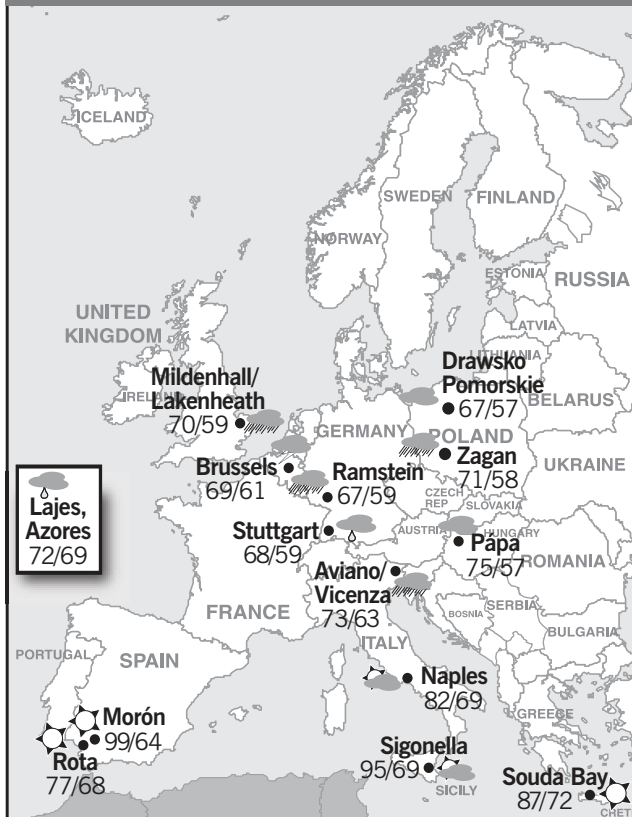 ICELAND
SWEDEN
FINLAND
NORWAY
ESTONIA
RUSSIA
LATVIA
LITHUANIA
UNITED
KINGDOM
IRELAND
Mildenhall/
Lakenheath
70/59
Drawsko
Pomorskie
67/57
BELARUS
GERMANY
POLAND
Zagan
71/58
UKRAINE
Brussels
69/61
Ramstein
67/59
CZECH
REP
SLOVAKIA
Lajes,
Azores
72/69
Stuttgart
68/59
AUSTRIA
HUNGARY
Pápa
75/57
ROMANIA
Aviano/
Vicenza
73/63
FRANCE
ITALY
BOSNIA
SERBIA
BULGARIA
PORTUGAL
SPAIN
Naples
82/69
GREECE
Morón
99/64
Rota
77/68
Sigonella
95/69
SICILY
Souda Bay
87/72
CRET